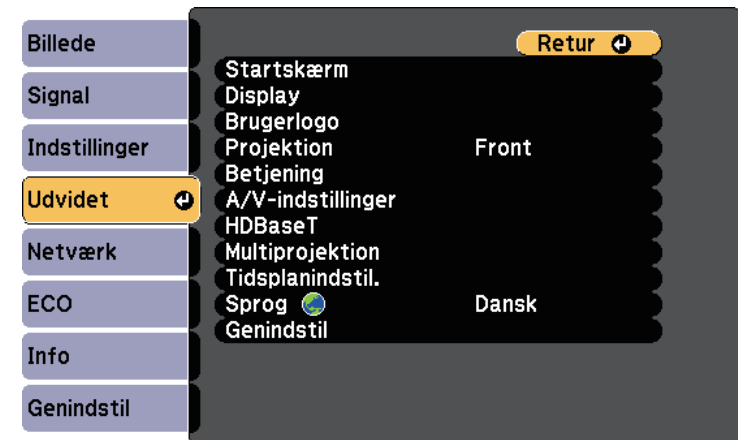 Billede
Signal
Indstillinger
Udvidet
Netværk
ECO
Info
Genindstil
Retur
Startskærm
Display
Brugerlogo
Projektion Front
Betjening
A/V-indstillinger
HDBaseT
Multiprojektion
Tidsplanindstil.
Sprog Dansk
Genindstil